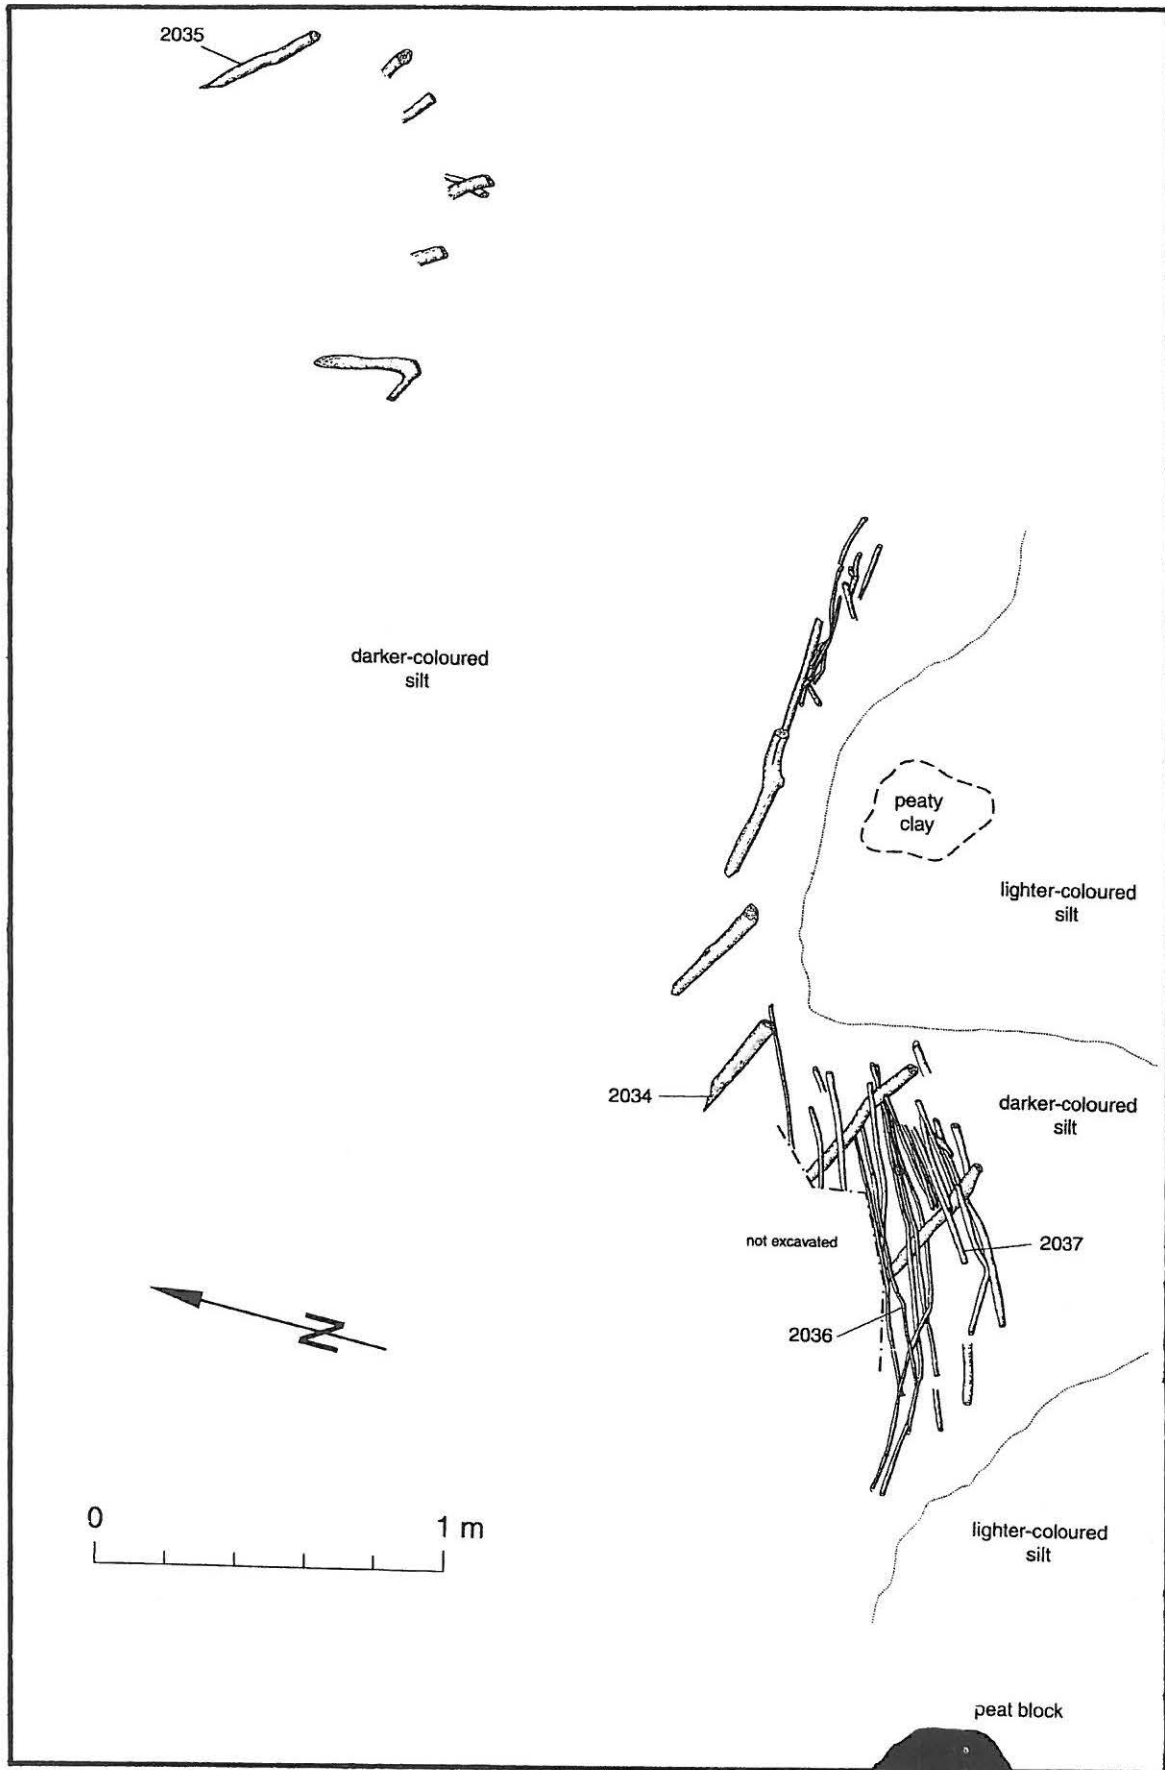 2035
darker-coloured
silt
peaty
clay
lighter-coloured
silt
2034
darker-coloured
silt
not excavated
2037
N
2036
0 1 m
lighter-coloured
silt
peat block